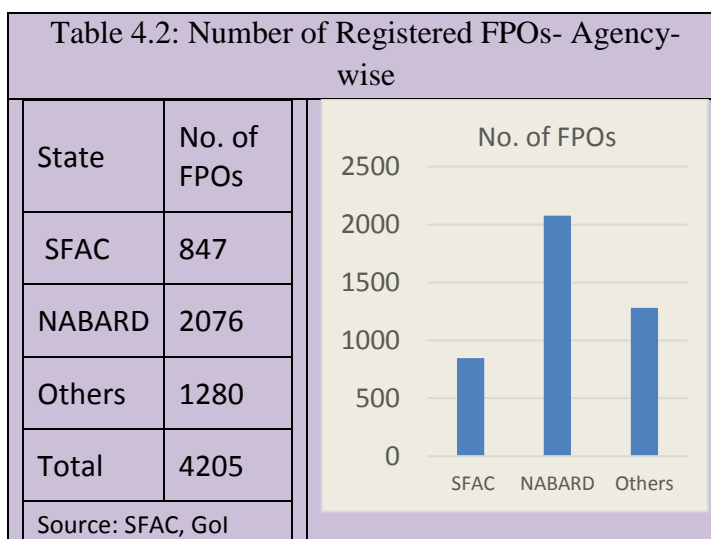 Table 4.2: Number of Registered FPOs- Agency-
wise
State
No. of
FPOs
SFAC
847
NABARD
2076
Others
1280
Total
4205
Source: SFAC, GoI
No. of FPOs
2500
2000
1500
1000
500
0
SFAC
NABARD
Others